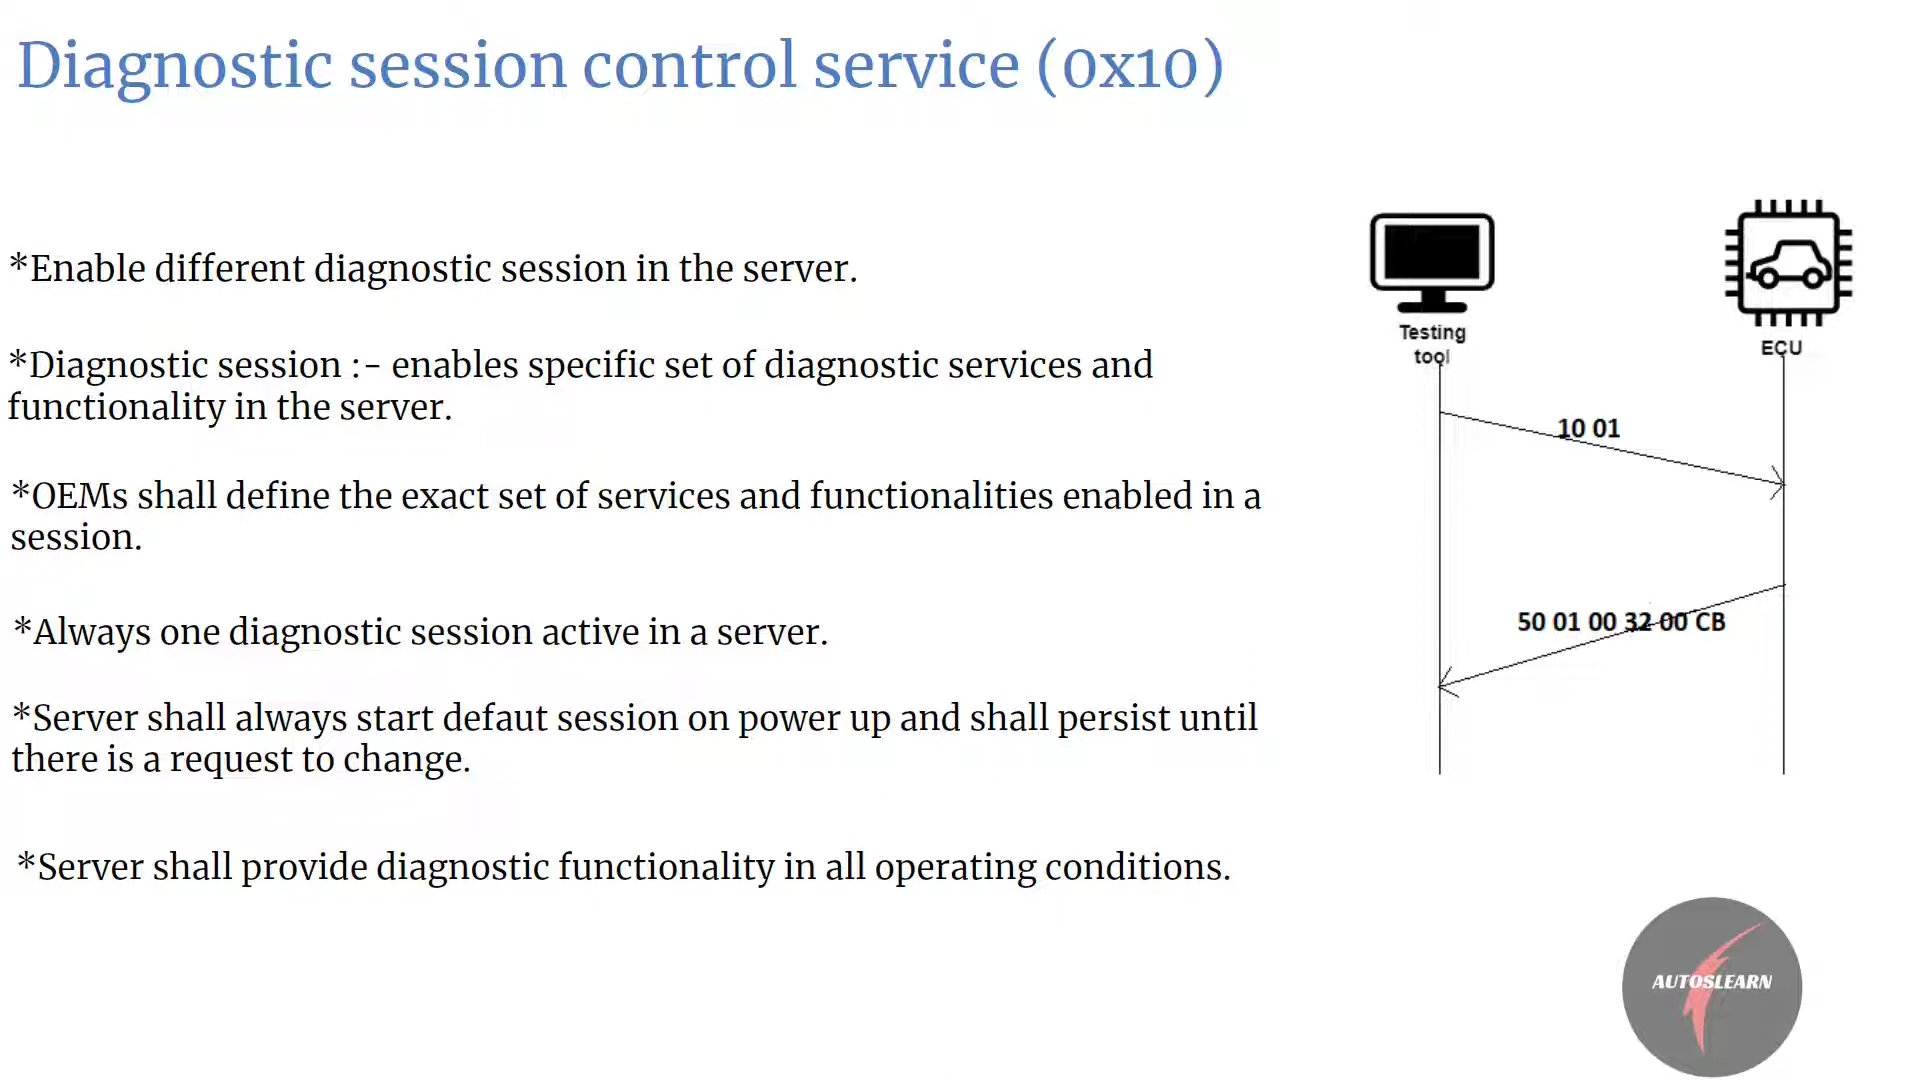 Diagnostic session control service (0x10)
*Enable different diagnostic session in the server.
*Diagnostic session :- enables specific set of diagnostic services and
functionality in the server.
*OEMs shall define the exact set of services and functionalities enabled in a
session.
*Always one diagnostic session active in a server.
*Server shall always start defaut session on power up and shall persist until
there is a request to change.
*Server shall provide diagnostic functionality in all operating conditions.
Testing
tool
ECU
10 01
50 01 00 32 00 CB
AUTOSLEARN